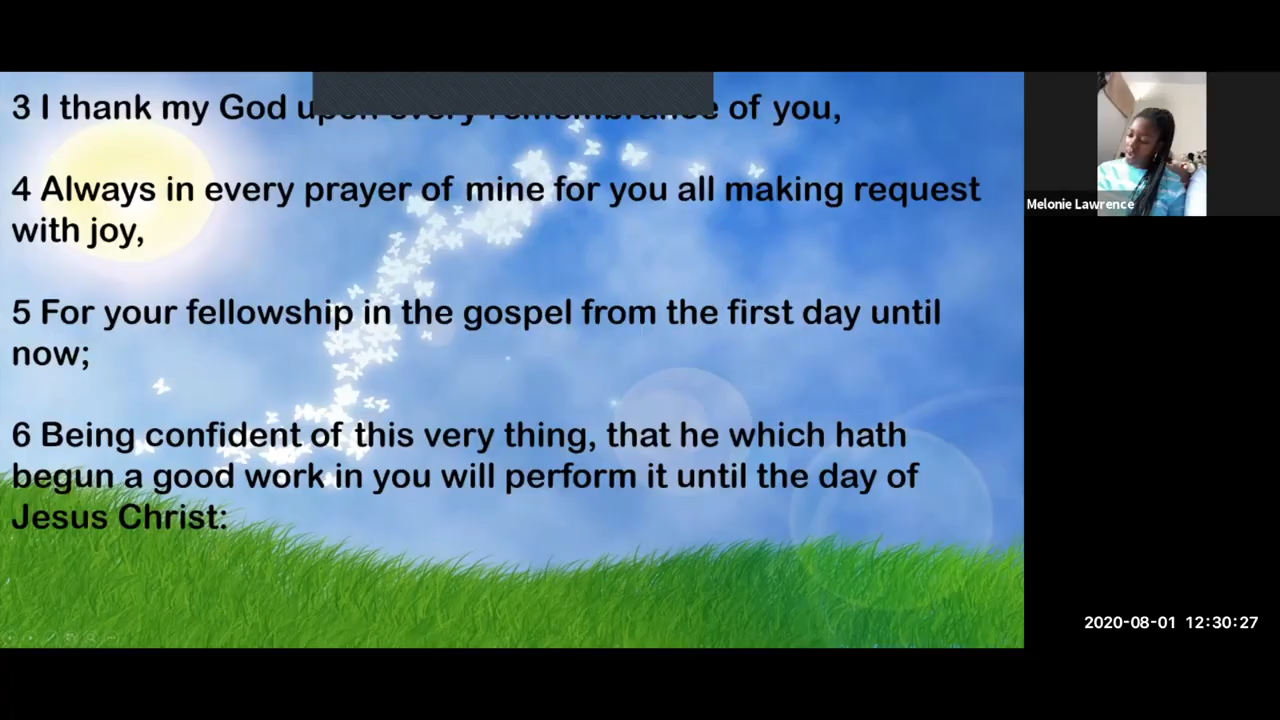 3 I thank my God upon every remembrance of you,
4 Always in every prayer of mine for you all making request
with joy,
5 For your fellowship in the gospel from the first day until
now;
6 Being confident of this very thing, that he which hath
begun a good work in you will perform it until the day of
Jesus Christ:
Melonie Lawrence
2020-08-01 12:30:27